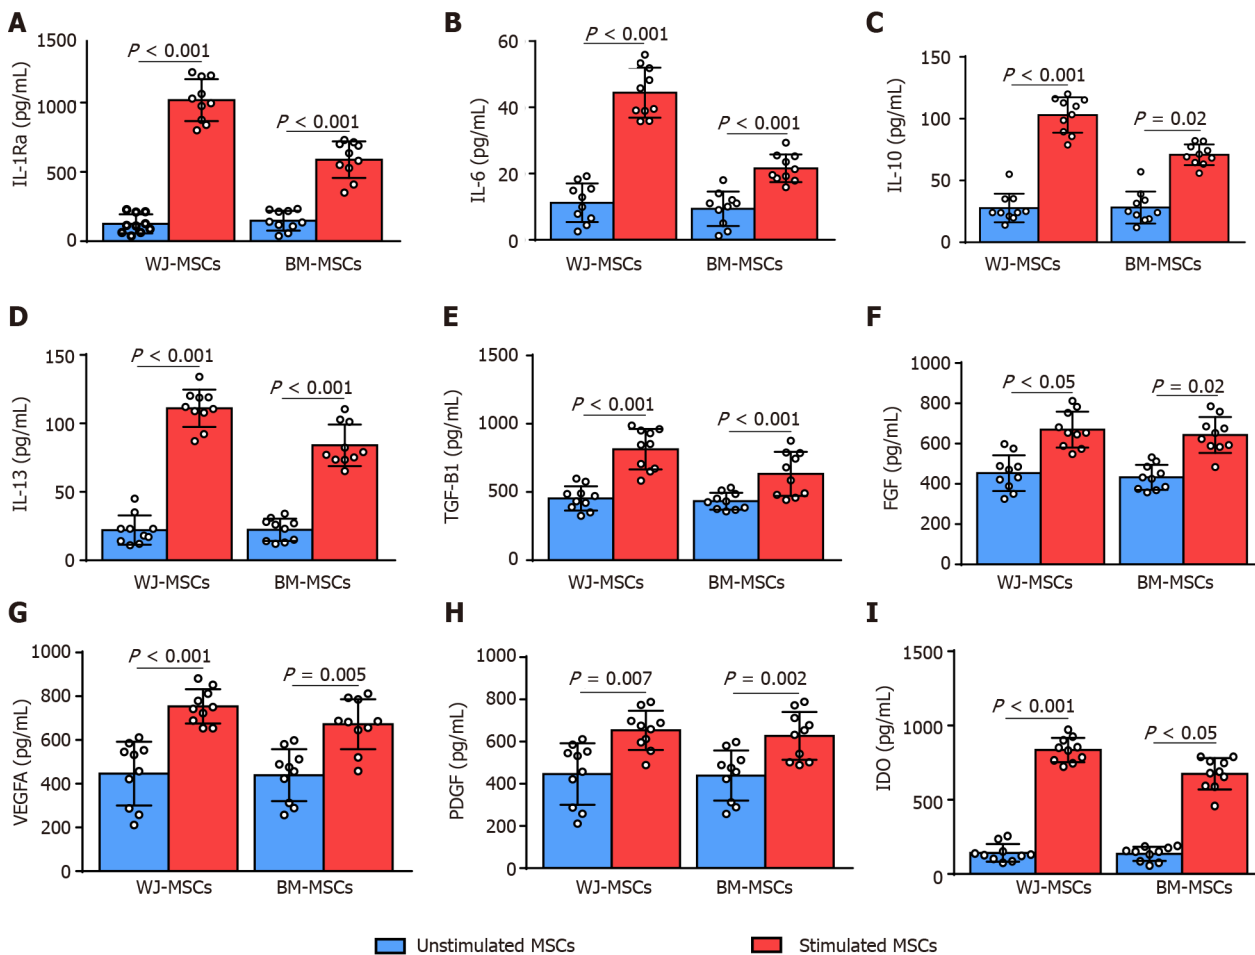 A
IL-1Ra (pg/mL)
1500
1000
500
0
P < 0.001
P < 0.001
WJ-MSCs
BM-MSCs
B
IL-6 (pg/mL)
60
40
20
0
P < 0.001
P < 0.001
WJ-MSCs
BM-MSCs
C
IL-10 (pg/mL)
150
100
50
0
P < 0.001
P = 0.02
WJ-MSCs
BM-MSCs
D
IL-13 (pg/mL)
150
100
50
0
P < 0.001
P < 0.001
WJ-MSCs
BM-MSCs
E
TGF-B1 (pg/mL)
1500
1000
500
0
P < 0.001
P < 0.001
WJ-MSCs
BM-MSCs
F
FGF (pg/mL)
1000
800
600
400
200
0
P < 0.05
P = 0.02
WJ-MSCs
BM-MSCs
G
VEGFA (pg/mL)
1000
800
600
400
200
0
P < 0.001
P = 0.005
WJ-MSCs
BM-MSCs
H
PDGF (pg/mL)
1000
800
600
400
200
0
P = 0.007
P = 0.002
WJ-MSCs
BM-MSCs
I
IDO (pg/mL)
1500
1000
500
0
P < 0.001
P < 0.05
WJ-MSCs
BM-MSCs
Unstimulated MSCs
Stimulated MSCs